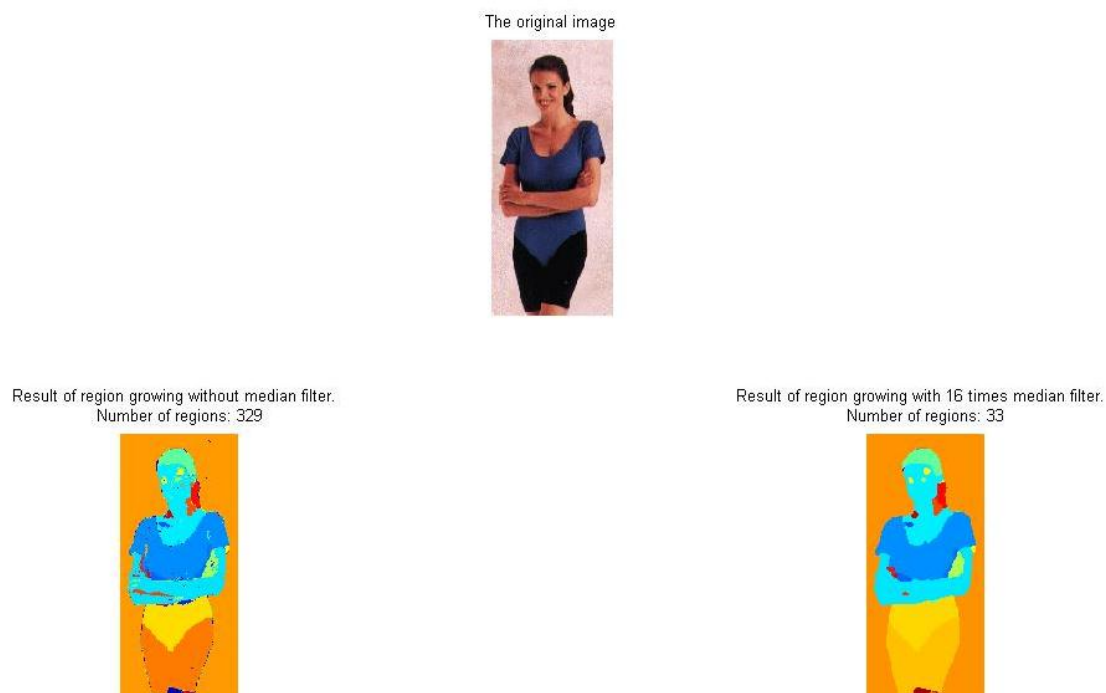 The original image
Result of region growing without median filter.
Number of regions: 329
Result of region growing with 16 times median filter.
Number of regions: 33